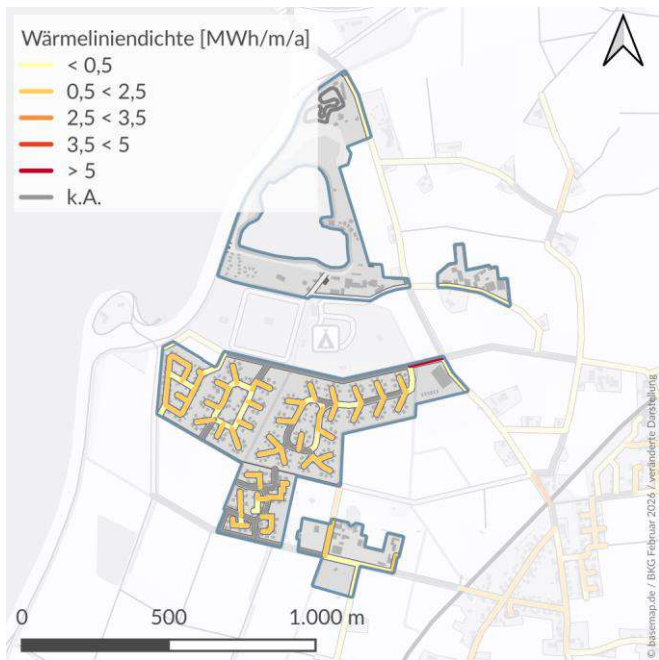 Wärmeliniendichte [MWh/m/a]
< 0,5
0,5 < 2,5
2,5 < 3,5
3,5 < 5
> 5
k.A.
0 500 1.000 m
© basemap.de / BKG Februar 2026 / veränderte Darstellung